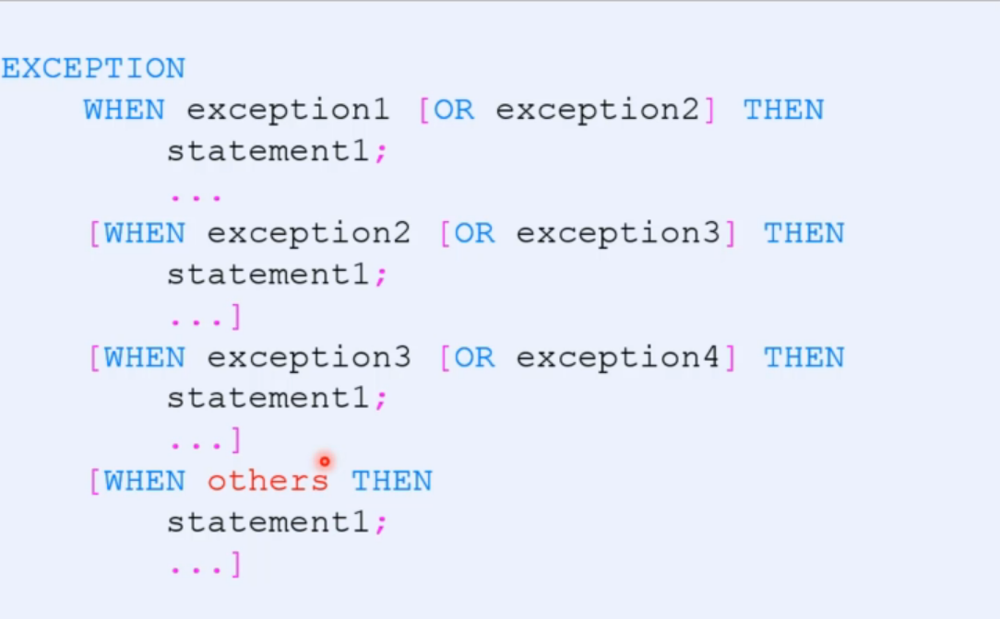 EXCEPTION
WHEN exception1 [OR exception2] THEN
statement1;
...
[WHEN exception2 [OR exception3] THEN
statement1;
...]
[WHEN exception3 [OR exception4] THEN
statement1;
...]
[WHEN others THEN
statement1;
...]